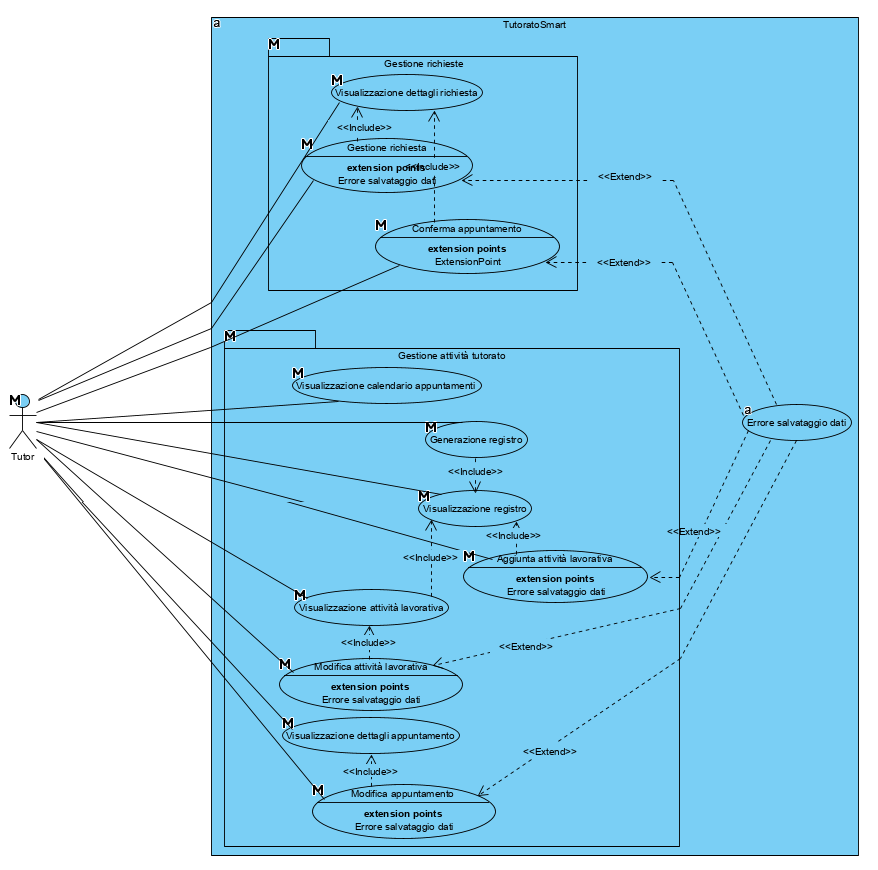 a
TutoratoSmart
M
Gestione richieste
M
Visualizzazione dettagli richiesta
<<Include>>
M
Gestione richiesta
extension points
<<Include>>
Errore salvataggio dati
<<Extend>>
M
Conferma appuntamento
extension points
ExtensionPoint
<<Extend>>
M
Gestione attività tutorato
M
Visualizzazione calendario appuntamenti
M
Tutor
a
Errore salvataggio dati
M
Generazione registro
<<Include>>
M
Visualizzazione registro
<<Include>>
<<Extend>>
<<Include>>
M
Aggiunta attività lavorativa
extension points
Errore salvataggio dati
M
Visualizzazione attività lavorativa
<<Include>>
<<Extend>>
M
Modifica attività lavorativa
extension points
Errore salvataggio dati
M
Visualizzazione dettagli appuntamento
<<Extend>>
<<Include>>
M
Modifica appuntamento
extension points
Errore salvataggio dati